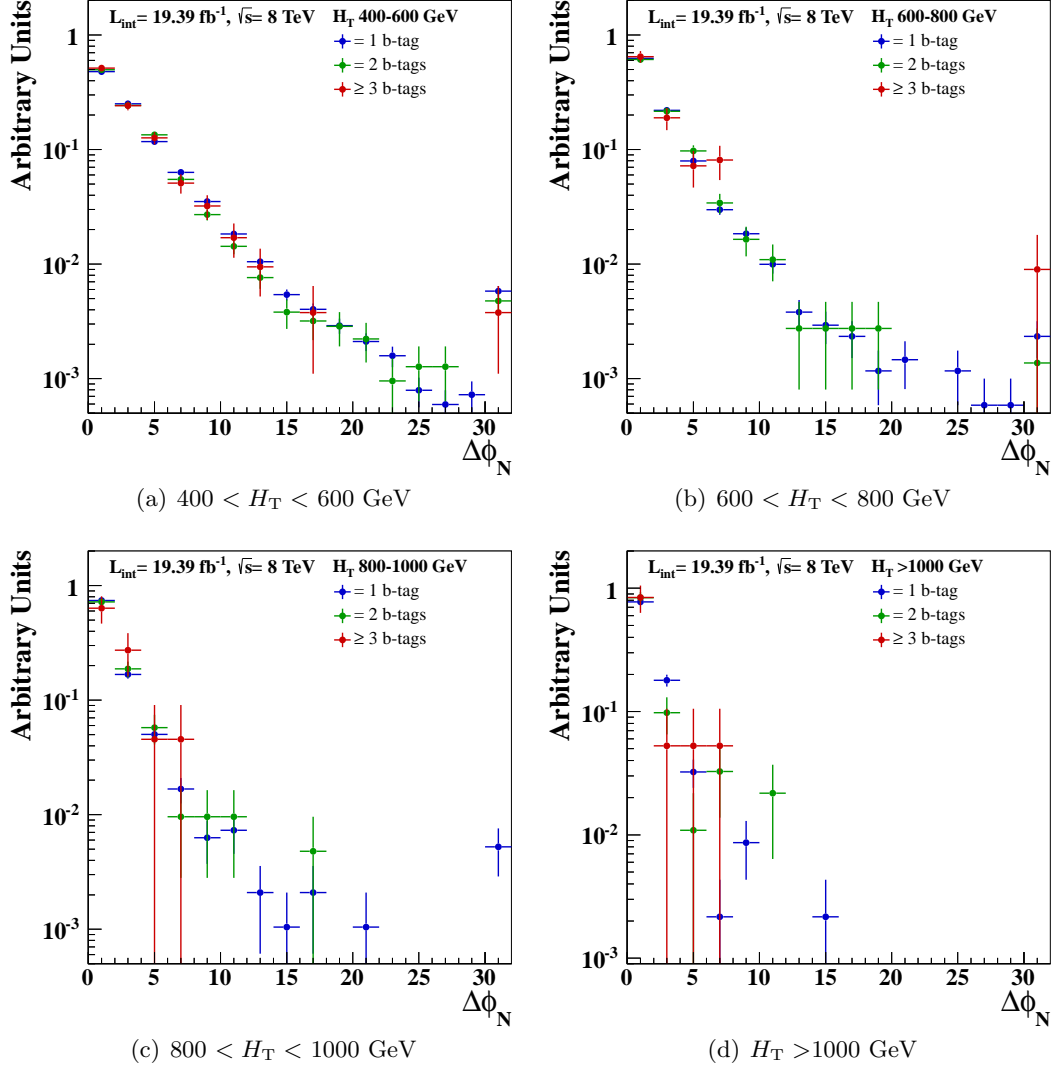 L_int= 19.39 fb⁻¹, √s= 8 TeV H_T 400-600 GeV
= 1 b-tag
= 2 b-tags
≥ 3 b-tags
Arbitrary Units
1
10⁻¹
10⁻²
10⁻³
0 5 10 15 20 25 30
Δϕ_N
(a) 400 < H_T < 600 GeV
L_int= 19.39 fb⁻¹, √s= 8 TeV H_T 600-800 GeV
= 1 b-tag
= 2 b-tags
≥ 3 b-tags
Arbitrary Units
1
10⁻¹
10⁻²
10⁻³
0 5 10 15 20 25 30
Δϕ_N
(b) 600 < H_T < 800 GeV
L_int= 19.39 fb⁻¹, √s= 8 TeV H_T 800-1000 GeV
= 1 b-tag
= 2 b-tags
≥ 3 b-tags
Arbitrary Units
1
10⁻¹
10⁻²
10⁻³
0 5 10 15 20 25 30
Δϕ_N
(c) 800 < H_T < 1000 GeV
L_int= 19.39 fb⁻¹, √s= 8 TeV H_T >1000 GeV
= 1 b-tag
= 2 b-tags
≥ 3 b-tags
Arbitrary Units
1
10⁻¹
10⁻²
10⁻³
0 5 10 15 20 25 30
Δϕ_N
(d) H_T >1000 GeV